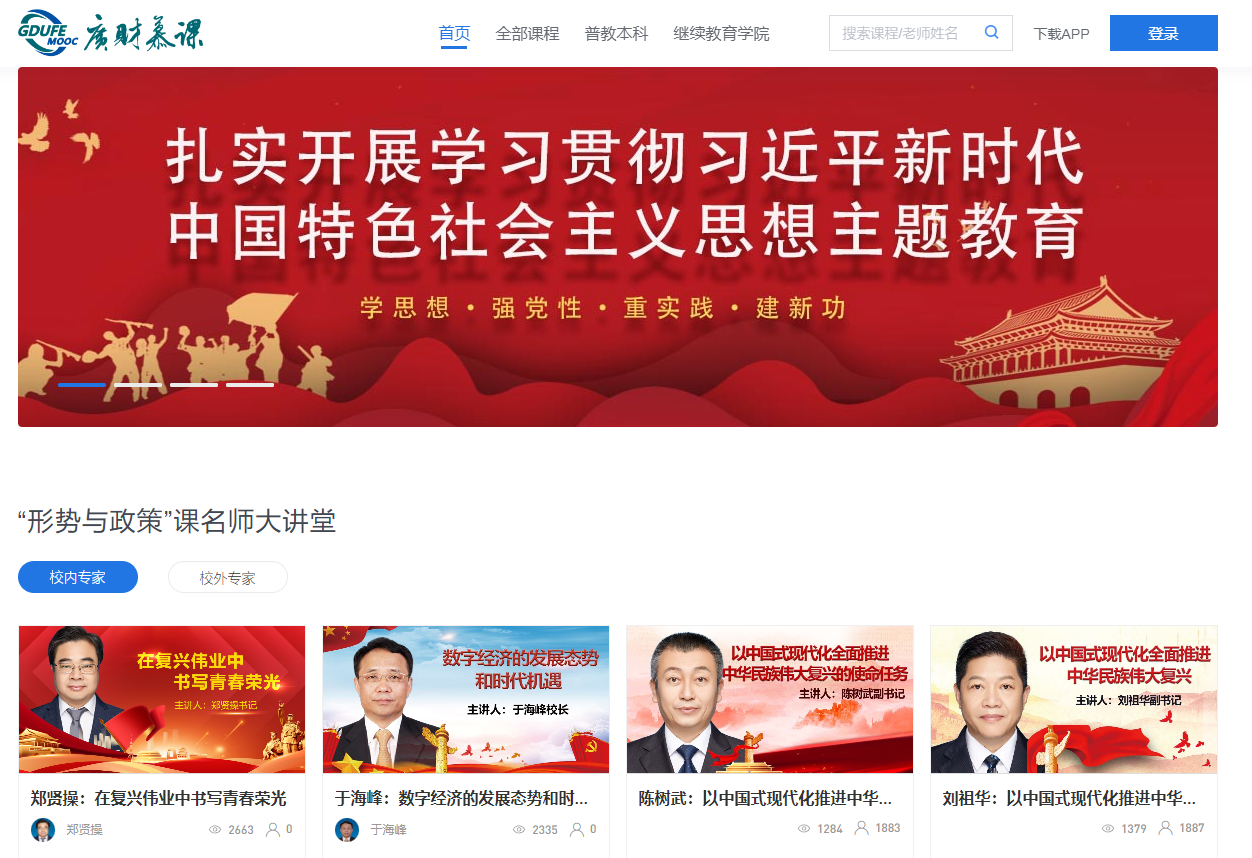 GDUFE
MOOC
廣财慕课
首页
全部课程
普教本科
继续教育学院
搜索课程/老师姓名
下载APP
登录
扎实开展学习贯彻习近平新时代
中国特色社会主义思想主题教育
学思想·强党性·重实践·建新功
“形势与政策”课名师大讲堂
校内专家
校外专家
在复兴伟业中
书写青春荣光
主讲人：郑贤操书记
数字经济的发展态势
和时代机遇
主讲人：于海峰校长
以中国式现代化全面推进
中华民族伟大复兴的使命任务
主讲人：陈树武副书记
以中国式现代化全面推进
中华民族伟大复兴
主讲人：刘祖华副书记
郑贤操：在复兴伟业中书写青春荣光
于海峰：数字经济的发展态势和时...
陈树武：以中国式现代化推进中华...
刘祖华：以中国式现代化推进中华...
郑贤操
2663
0
于海峰
2335
0
1284
1883
1379
1887